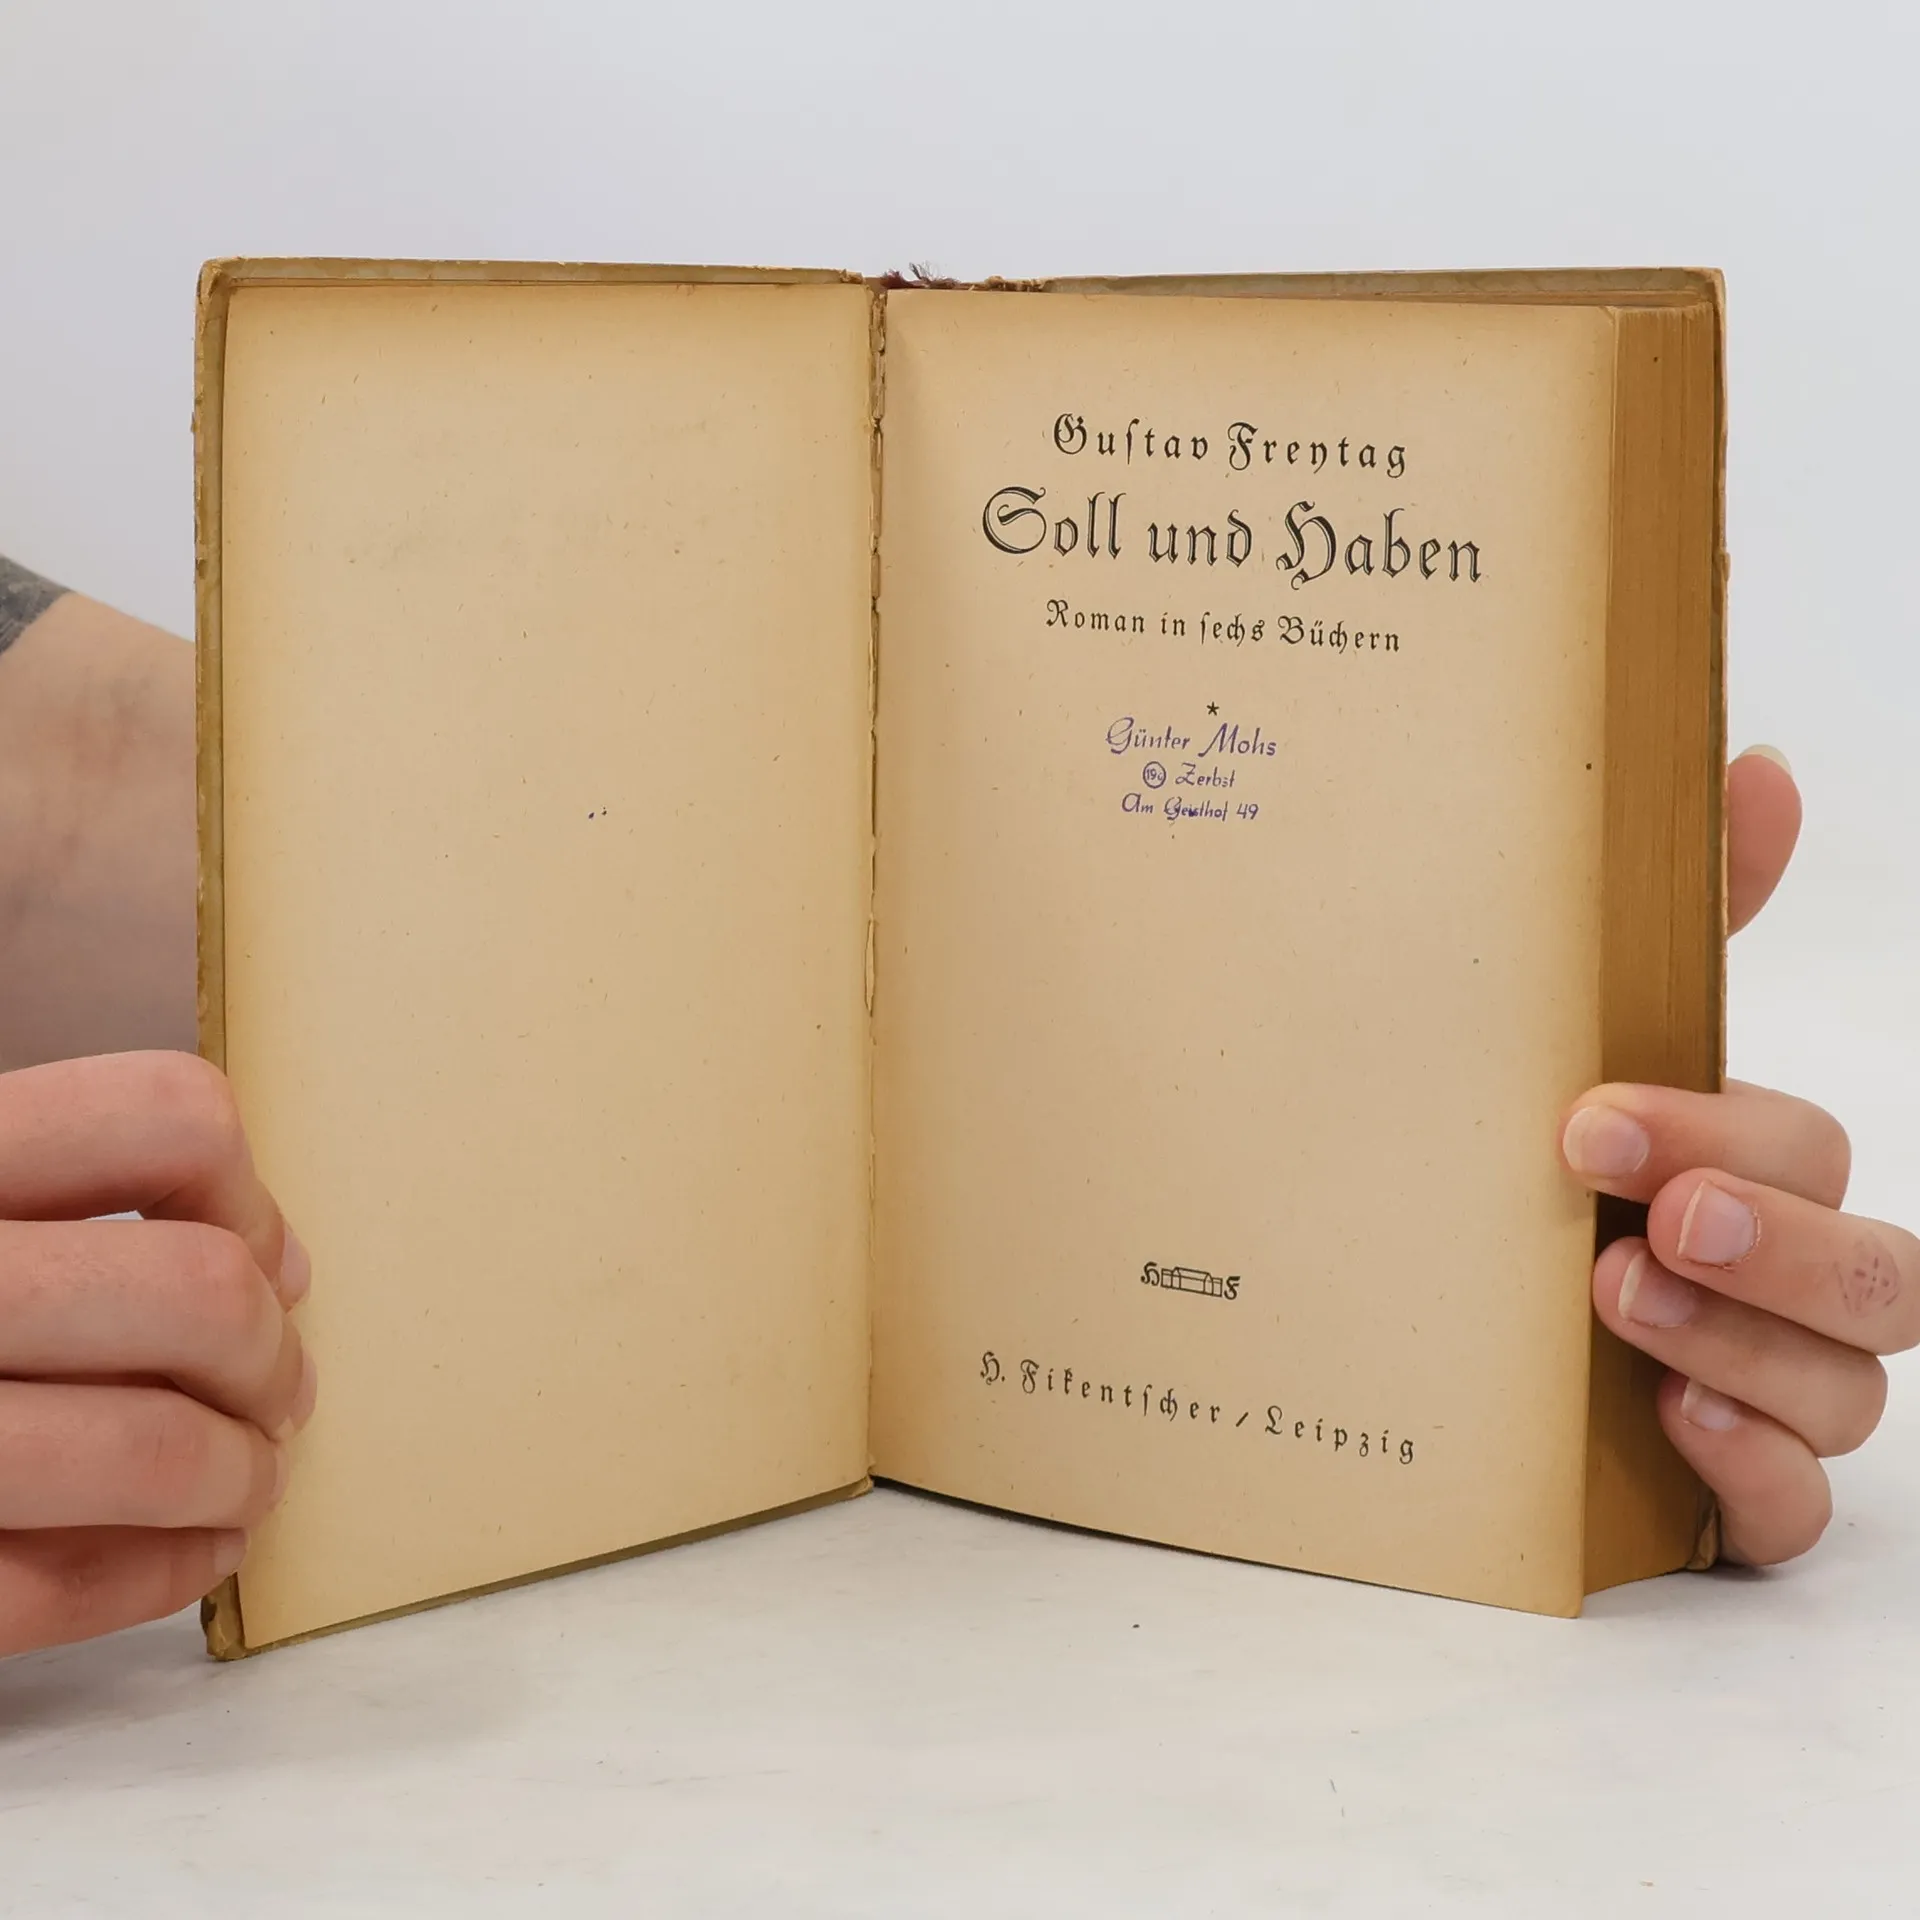 Guſtav Freytag
Soll und Haben
Roman in ſechs Büchern
*
Günter Mohs
Zerbst
Am Geisthof 49
H F
H. Fikentſcher / Leipzig